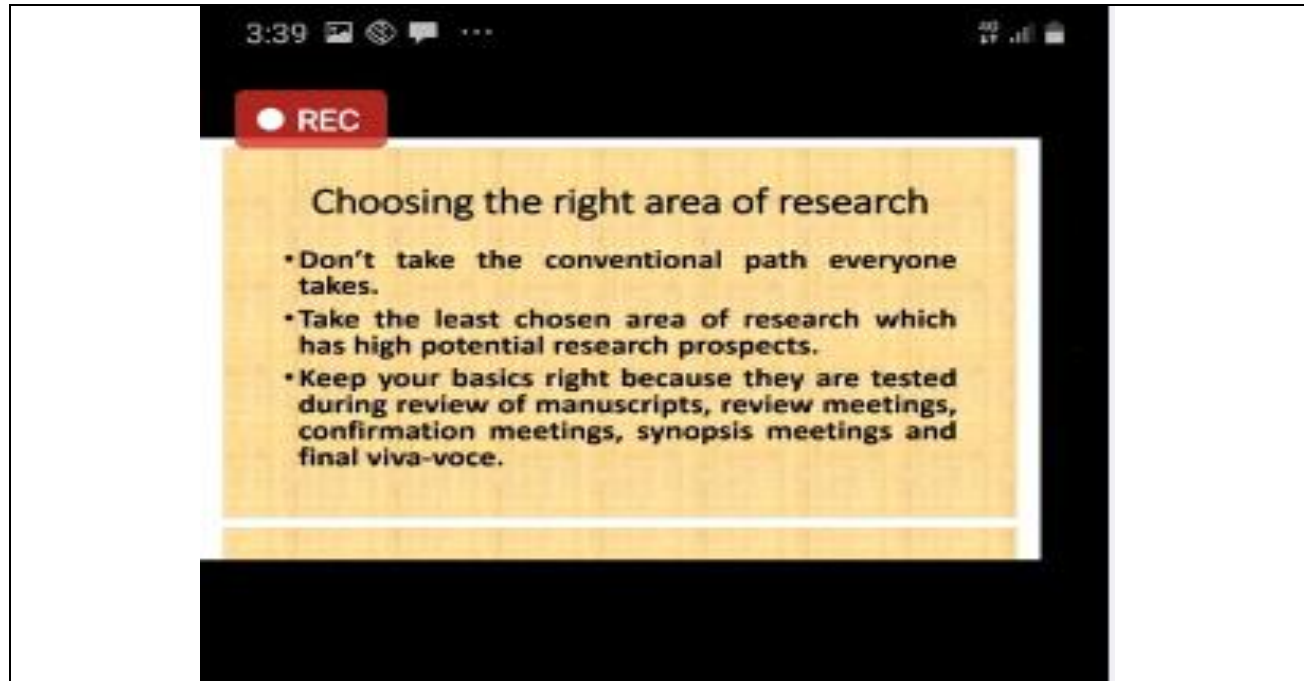 3:39
REC
Choosing the right area of research
•Don't take the conventional path everyone
takes.
•Take the least chosen area of research which
has high potential research prospects.
•Keep your basics right because they are tested
during review of manuscripts, review meetings,
confirmation meetings, synopsis meetings and
final viva-voce.